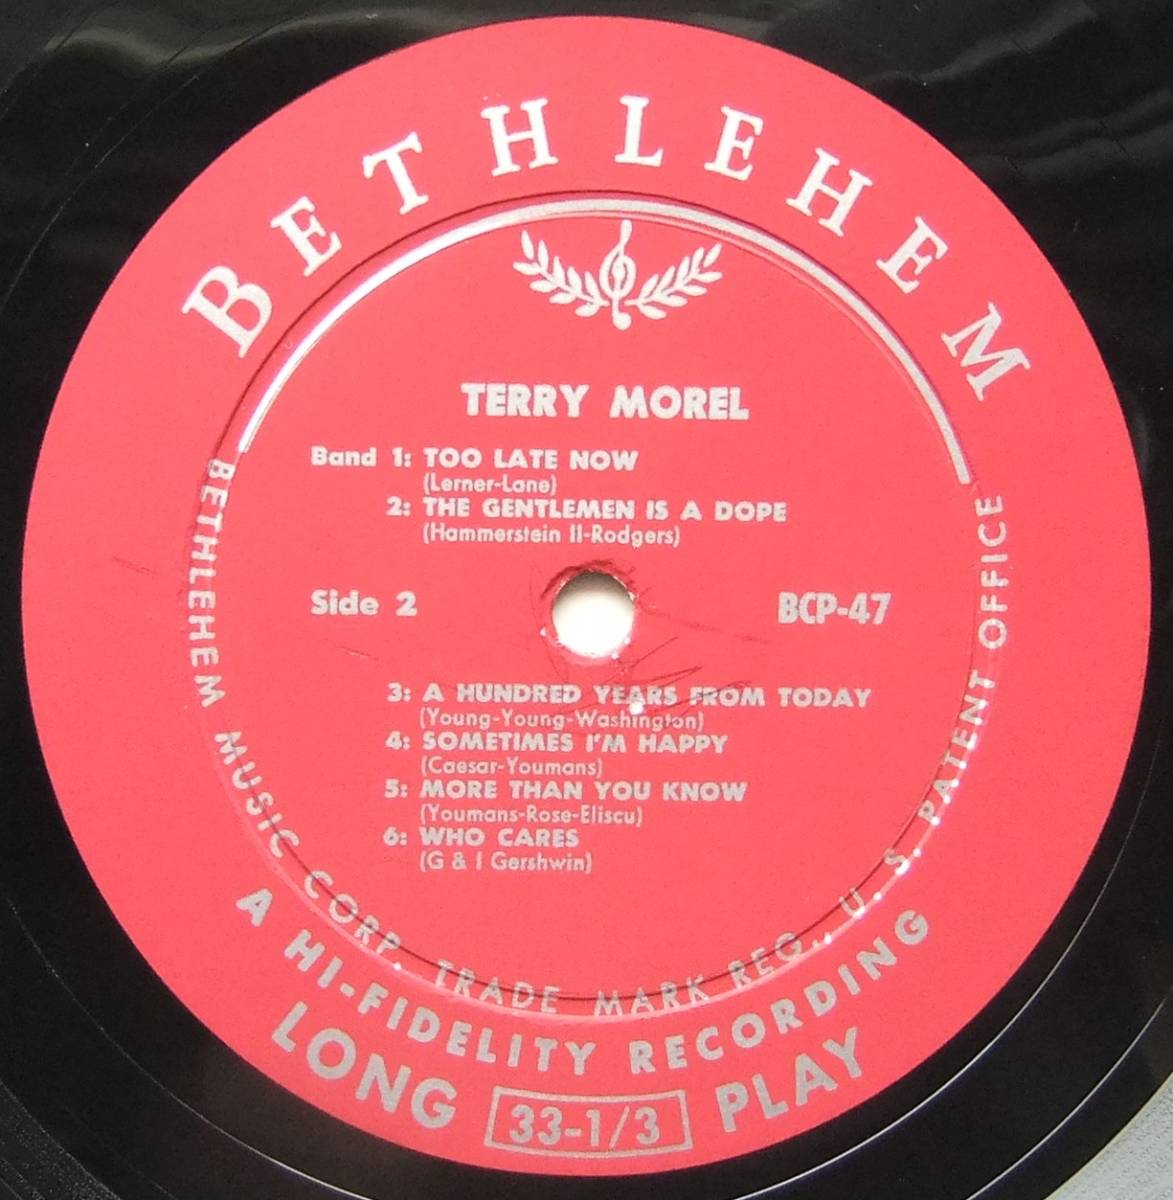 BETHLEHEM
TERRY MOREL
Band 1: TOO LATE NOW
(Lerner-Lane)
2: THE GENTLEMEN IS A DOPE
(Hammerstein II-Rodgers)
Side 2
BCP-47
3: A HUNDRED YEARS FROM TODAY
(Young-Young-Washington)
4: SOMETIMES I'M HAPPY
(Caesar-Youmans)
5: MORE THAN YOU KNOW
(Youmans-Rose-Eliscu)
6: WHO CARES
(G & I Gershwin)
BETHLEHEM MUSIC CORP. TRADE MARK REG., U.S. PATENT OFFICE
A HI-FIDELITY RECORDING
LONG 33-1/3 PLAY